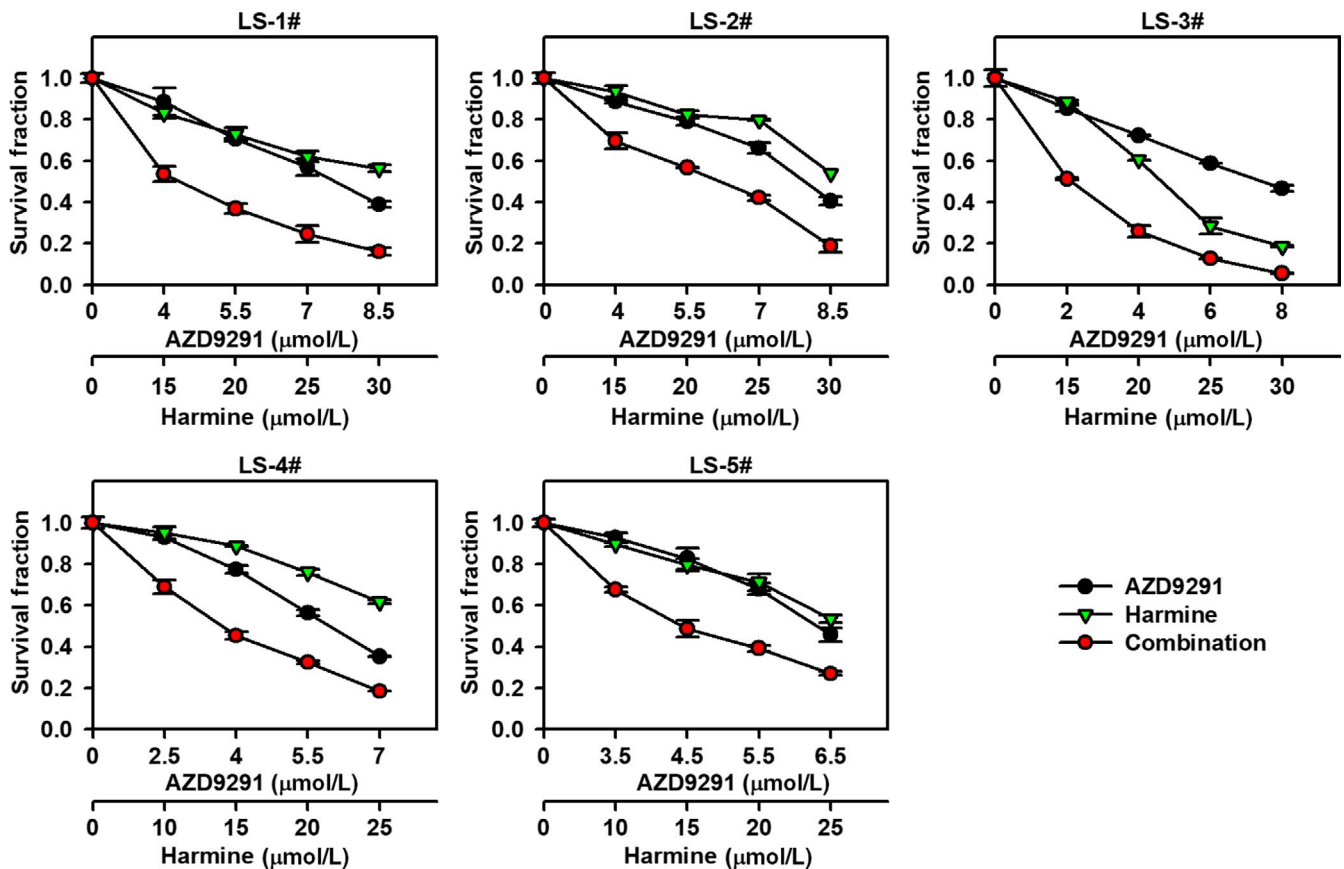 LS-1#
Survival fraction
1.0
0.8
0.6
0.4
0.2
0.0
0 4 5.5 7 8.5
AZD9291 (μmol/L)
0 15 20 25 30
Harmine (μmol/L)
LS-2#
Survival fraction
1.0
0.8
0.6
0.4
0.2
0.0
0 4 5.5 7 8.5
AZD9291 (μmol/L)
0 15 20 25 30
Harmine (μmol/L)
LS-3#
Survival fraction
1.0
0.8
0.6
0.4
0.2
0.0
0 2 4 6 8
AZD9291 (μmol/L)
0 15 20 25 30
Harmine (μmol/L)
LS-4#
Survival fraction
1.0
0.8
0.6
0.4
0.2
0.0
0 2.5 4 5.5 7
AZD9291 (μmol/L)
0 10 15 20 25
Harmine (μmol/L)
LS-5#
Survival fraction
1.0
0.8
0.6
0.4
0.2
0.0
0 3.5 4.5 5.5 6.5
AZD9291 (μmol/L)
0 10 15 20 25
Harmine (μmol/L)
AZD9291
Harmine
Combination